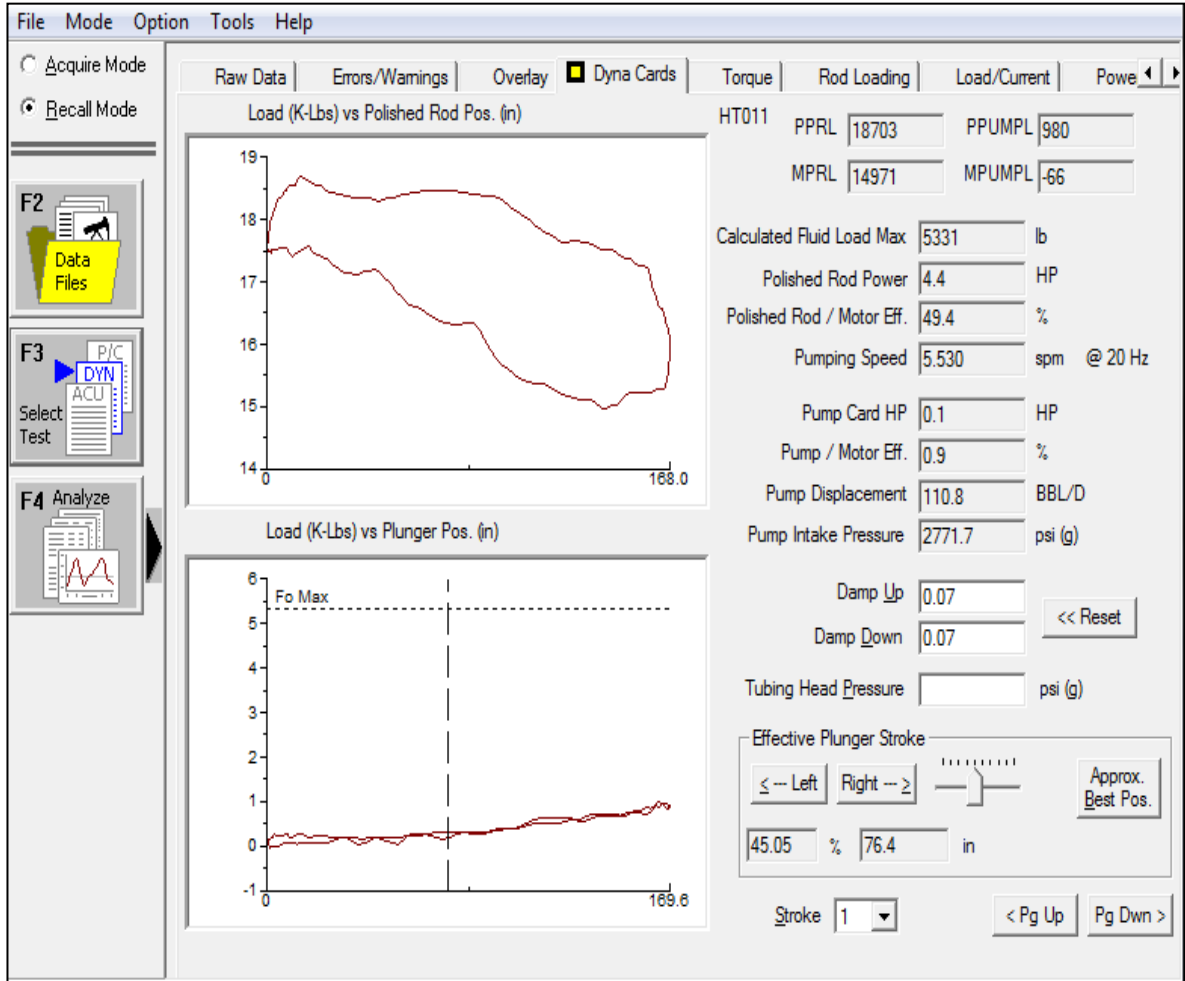 File Mode Option Tools Help
Acquire Mode
Recall Mode
F2
Data
Files
F3
P/C
DYN
ACU
Select
Test
F4 Analyze
Raw Data Errors/Warnings Overlay Dyna Cards Torque Rod Loading Load/Current Powe
Load (K-Lbs) vs Polished Rod Pos. (in)
19
18
17
16
15
14
0 168.0
Load (K-Lbs) vs Plunger Pos. (in)
6
Fo Max
5
4
3
2
1
0
-1
0 169.6
HT011 PPRL 18703 PPUMPL 980
MPRL 14971 MPUMPL -66
Calculated Fluid Load Max 5331 lb
Polished Rod Power 4.4 HP
Polished Rod / Motor Eff. 49.4 %
Pumping Speed 5.530 spm @ 20 Hz
Pump Card HP 0.1 HP
Pump / Motor Eff. 0.9 %
Pump Displacement 110.8 BBL/D
Pump Intake Pressure 2771.7 psi (g)
Damp Up 0.07
Damp Down 0.07
<< Reset
Tubing Head Pressure psi (g)
Effective Plunger Stroke
< --- Left Right --- >
Approx.
Best Pos.
45.05 % 76.4 in
Stroke 1 < Pg Up Pg Dwn >